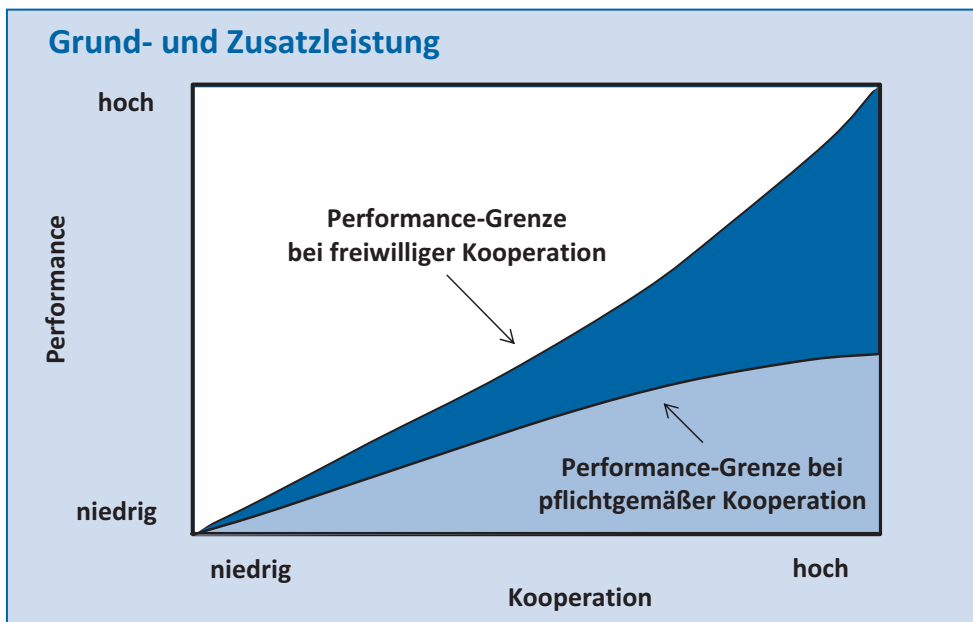 Grund- und Zusatzleistung
hoch
Performance
Performance-Grenze
bei freiwilliger Kooperation
Performance-Grenze bei
pflichtgemäßer Kooperation
niedrig
niedrig
hoch
Kooperation